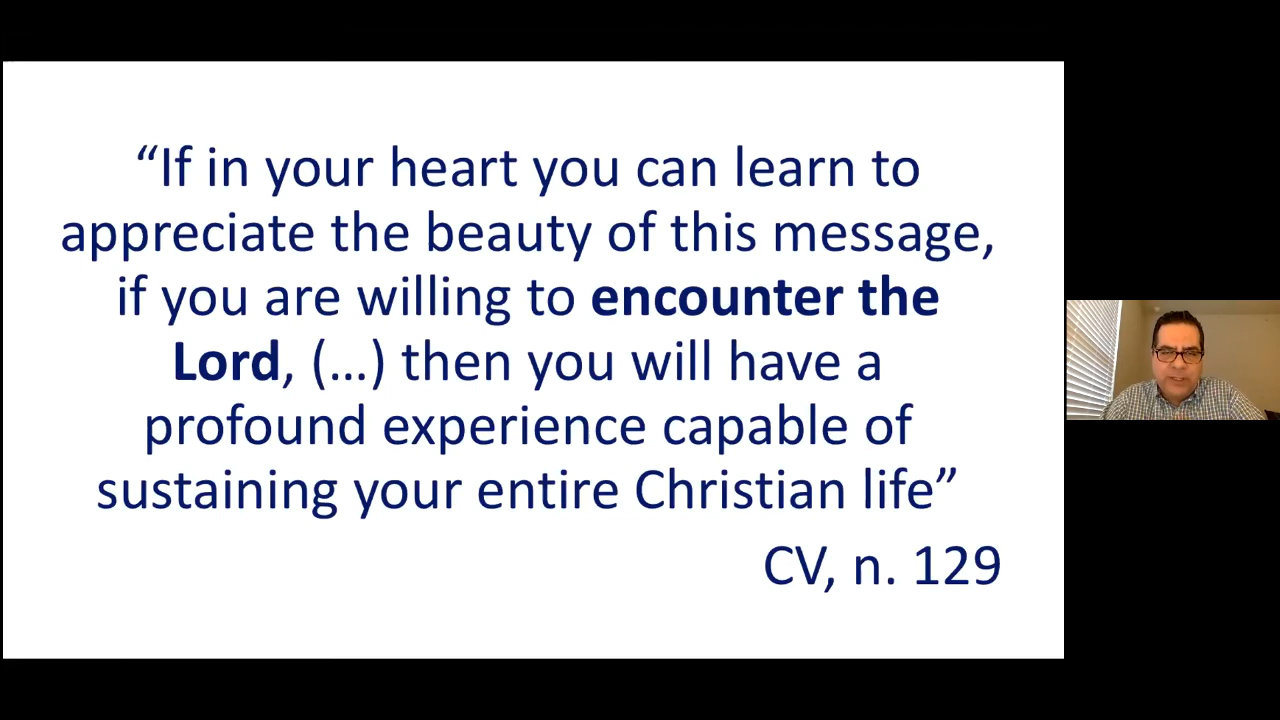 “If in your heart you can learn to
appreciate the beauty of this message,
if you are willing to encounter the
Lord, (…) then you will have a
profound experience capable of
sustaining your entire Christian life”
CV, n. 129